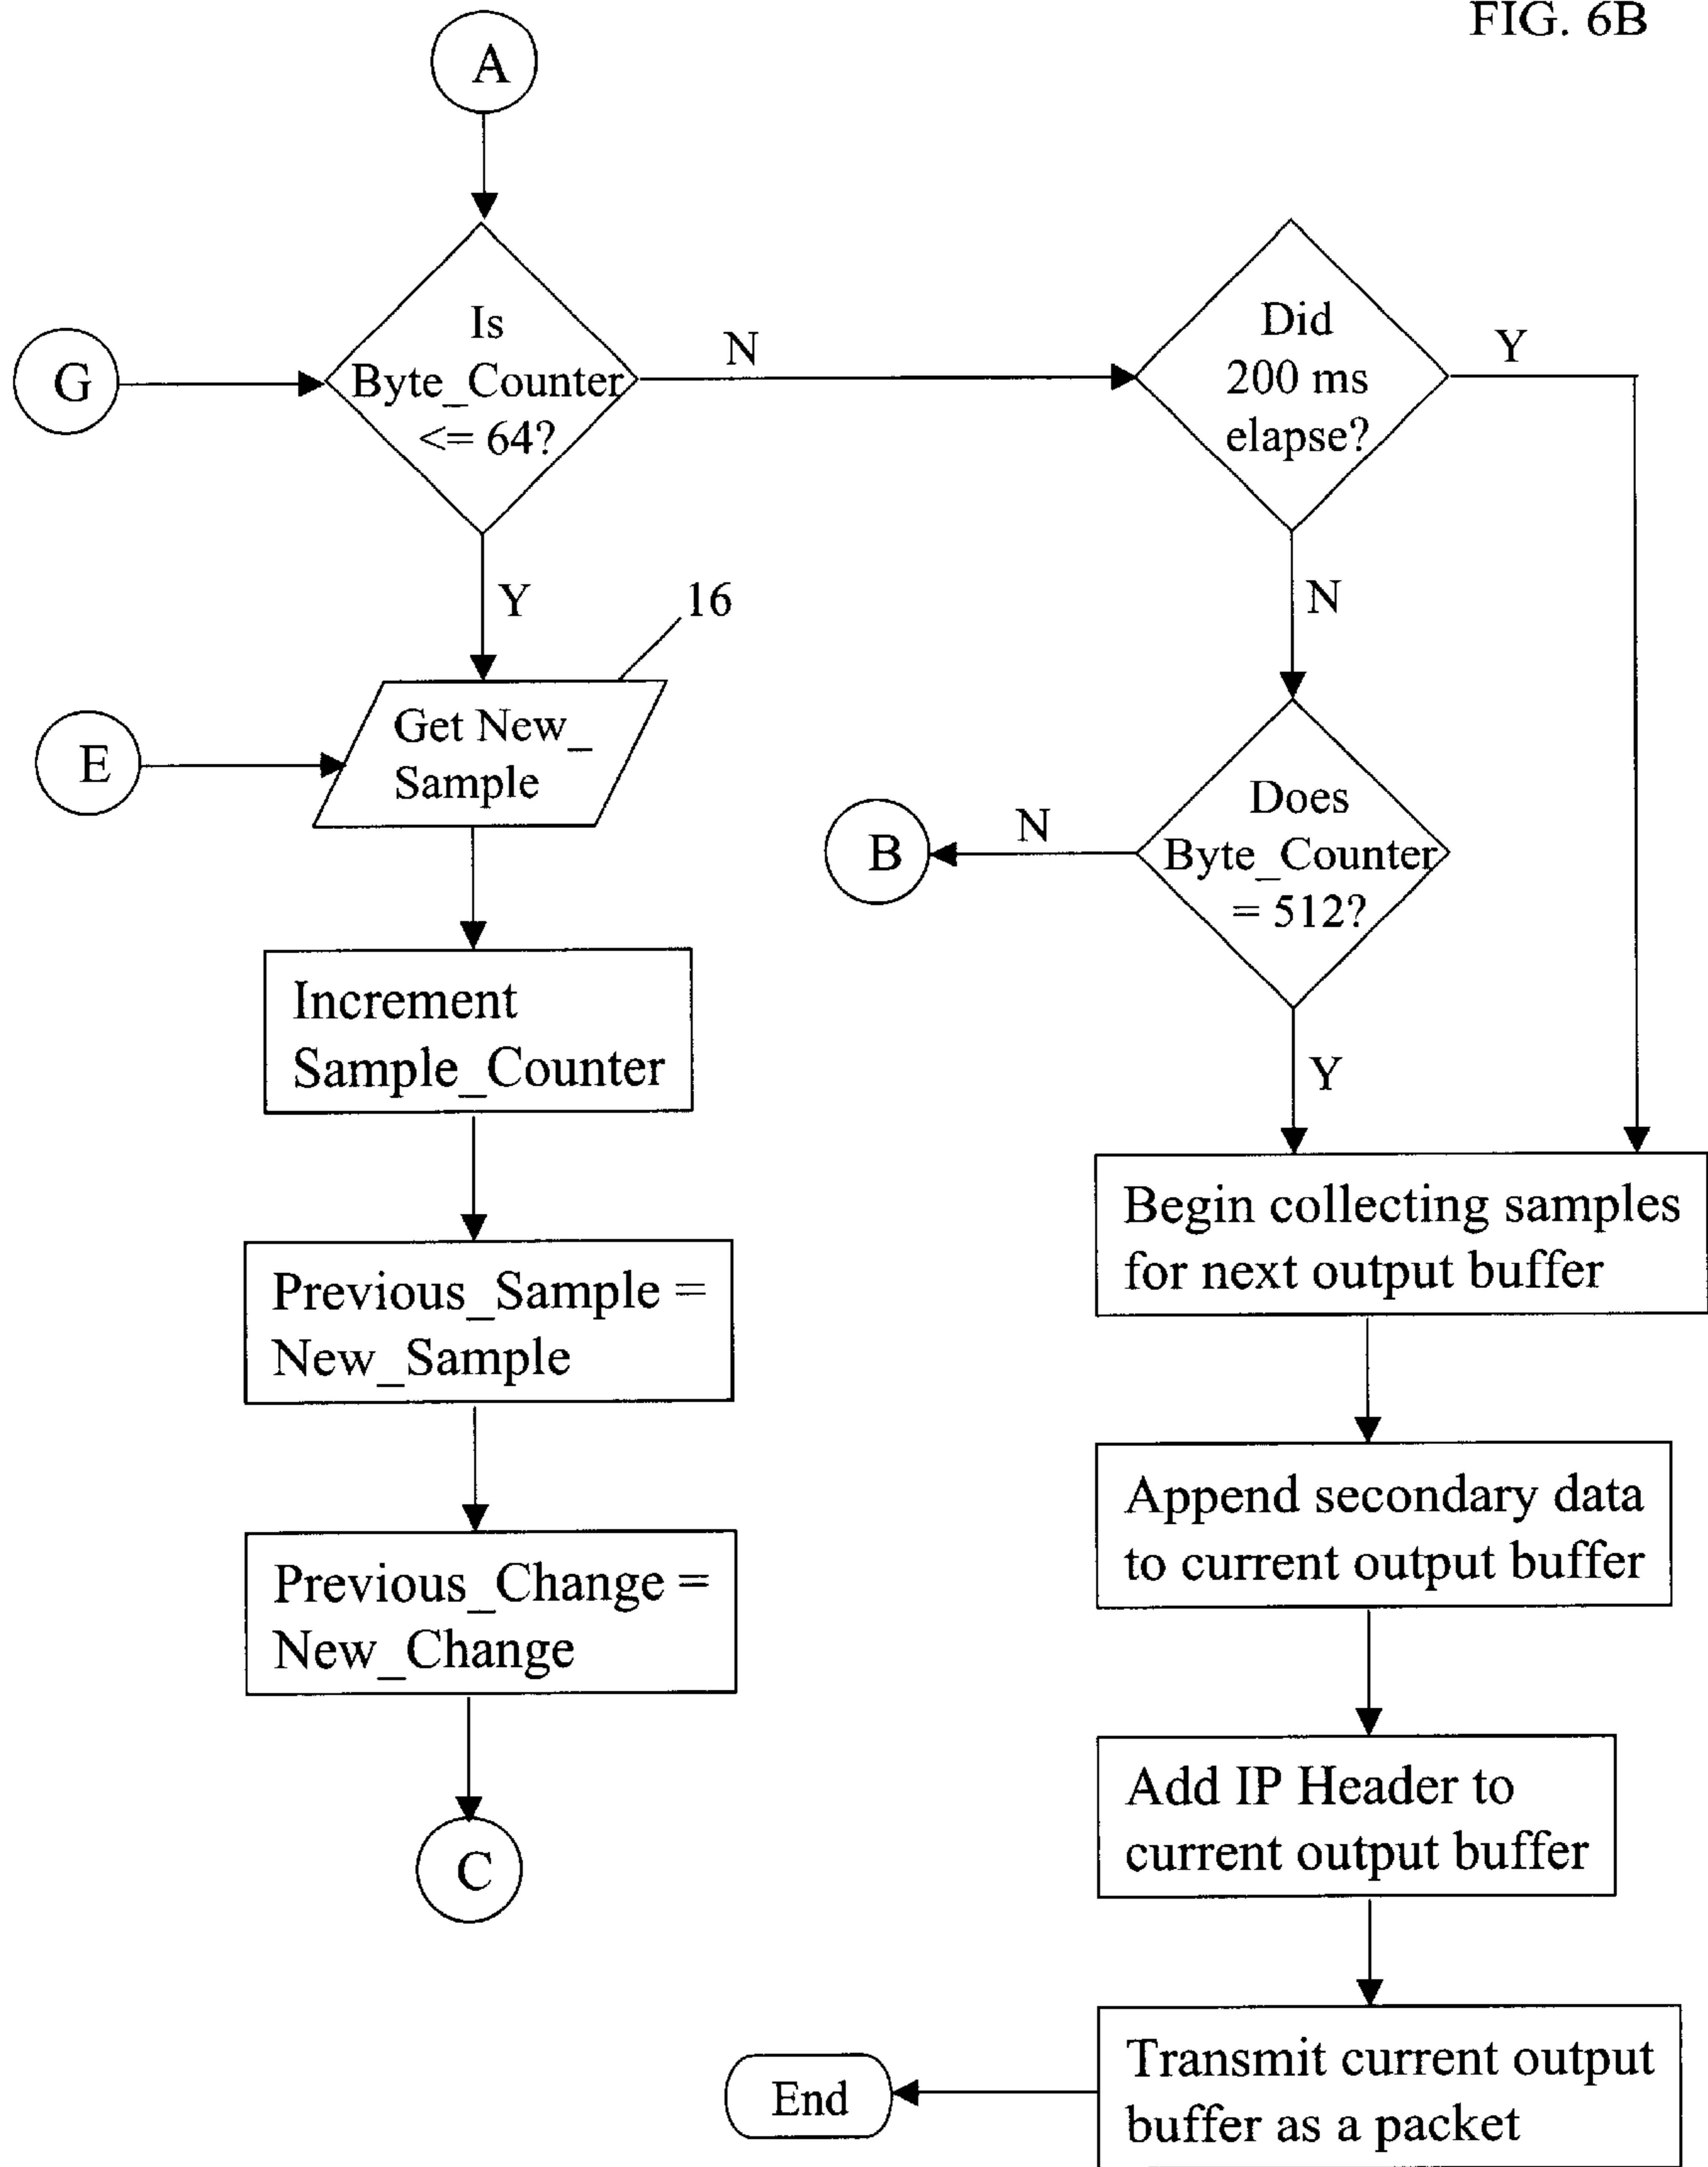 FIG. 6B
A
Is
Byte_Counter
<= 64?
G
N
Did
200 ms
elapse?
Y
Y
16
N
Get New_
Sample
E
Does
Byte_Counter
= 512?
N
B
Increment
Sample_Counter
Y
Begin collecting samples
for next output buffer
Previous_Sample =
New_Sample
Append secondary data
to current output buffer
Previous_Change =
New_Change
Add IP Header to
current output buffer
C
Transmit current output
buffer as a packet
End